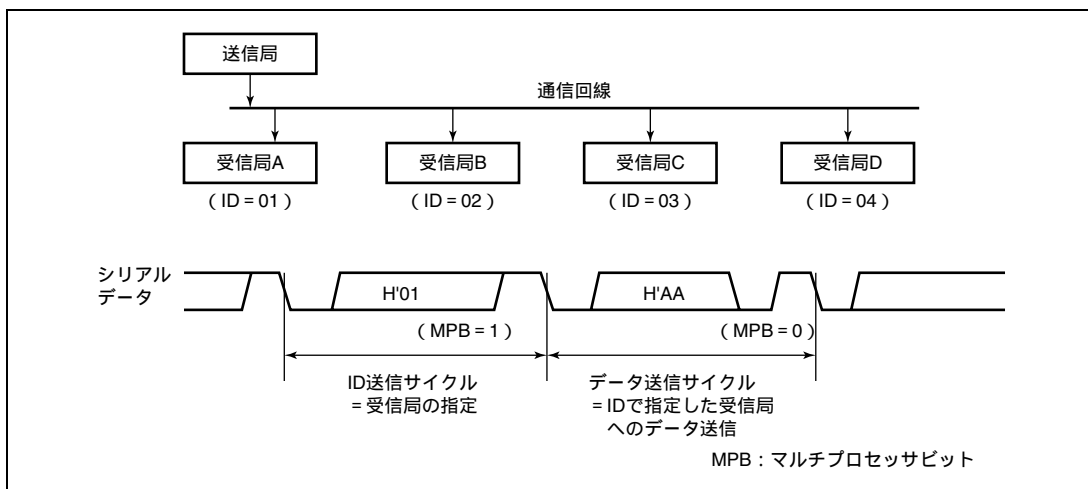 送信局
通信回線
受信局A
受信局B
受信局C
受信局D
(ID=01)
(ID=02)
(ID=03)
(ID=04)
シリアル
データ
H'01
H'AA
(MPB=1)
(MPB=0)
ID送信サイクル
=受信局の指定
データ送信サイクル
=IDで指定した受信局
へのデータ送信
MPB:マルチプロセッサビット